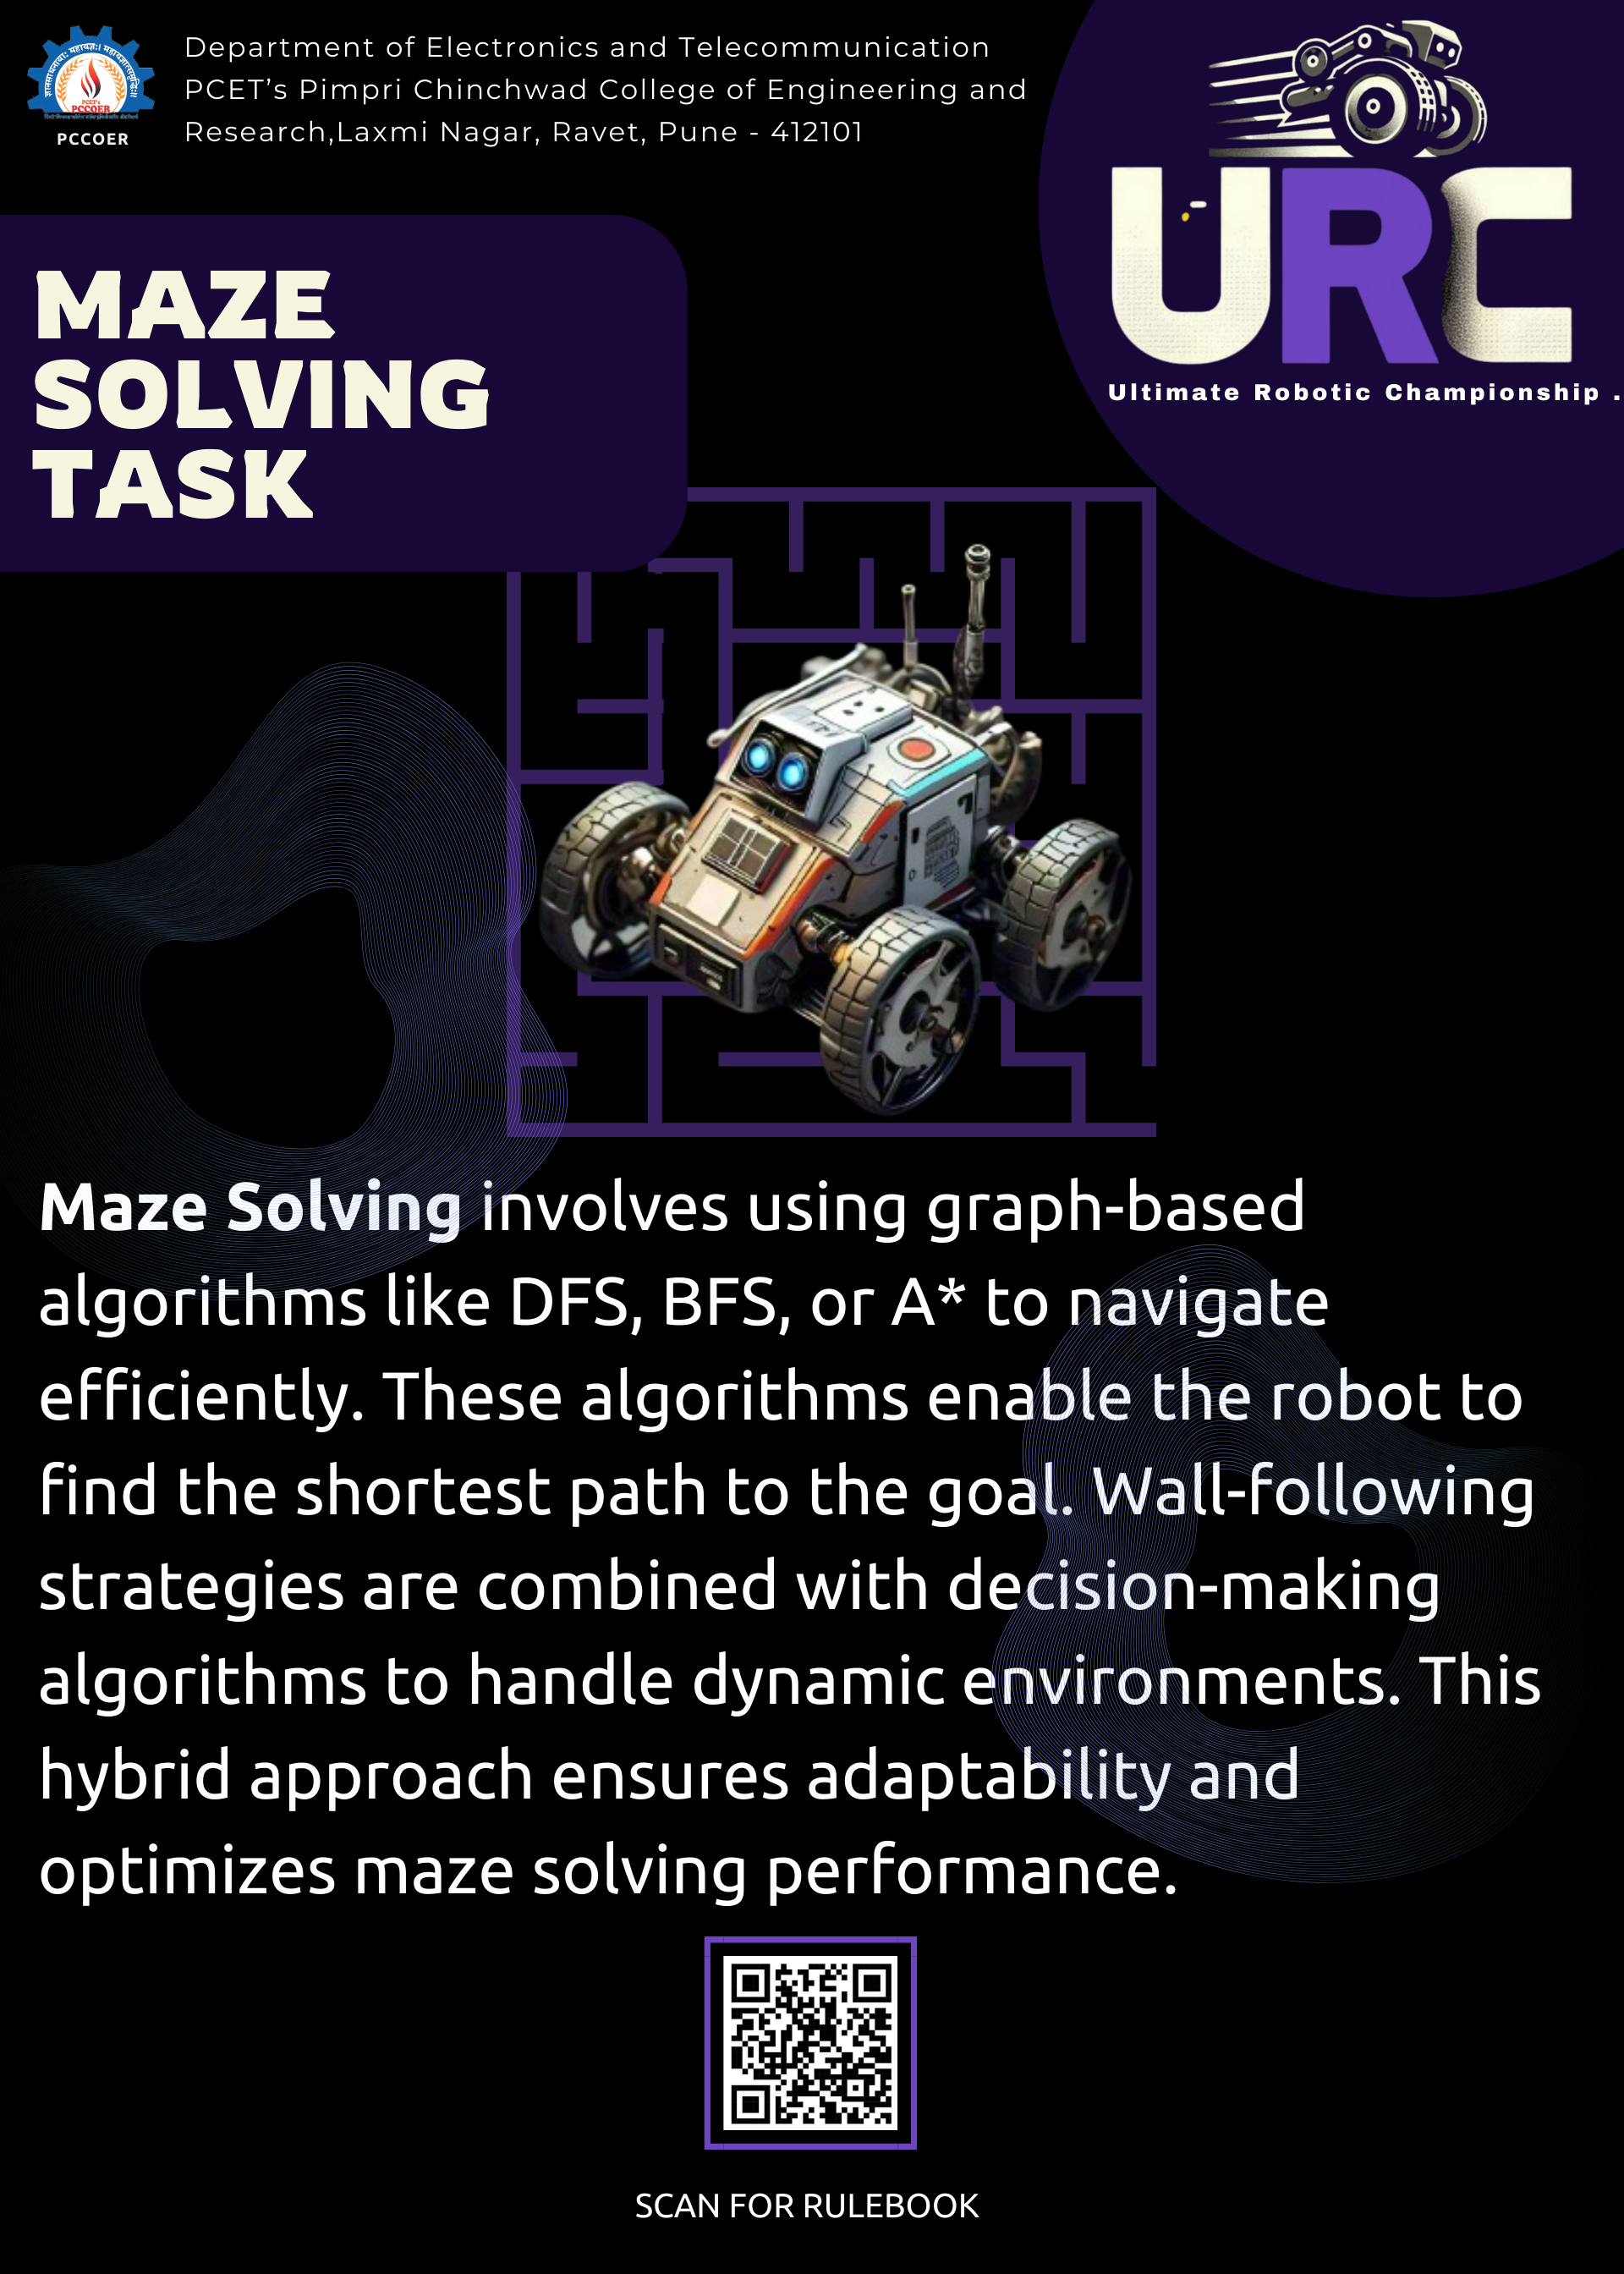 Department of Electronics and Telecommunication
PCET’s Pimpri Chinchwad College of Engineering and
Research,Laxmi Nagar, Ravet, Pune - 412101
PCET's
PCCOER
PCCOER
URC
Ultimate Robotic Championship .
MAZE
SOLVING
TASK
Maze Solving involves using graph-based
algorithms like DFS, BFS, or A* to navigate
efficiently. These algorithms enable the robot to
find the shortest path to the goal. Wall-following
strategies are combined with decision-making
algorithms to handle dynamic environments. This
hybrid approach ensures adaptability and
optimizes maze solving performance.
SCAN FOR RULEBOOK